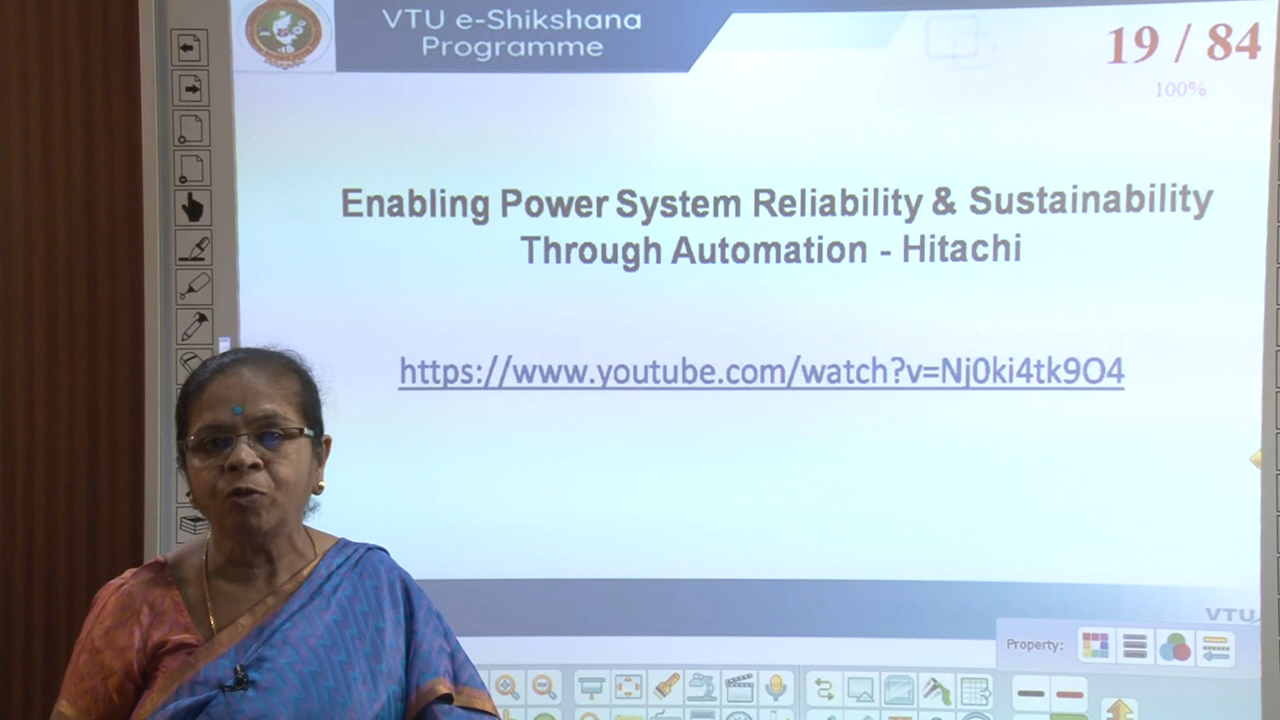 VTU e-Shikshana
Programme
19 / 84
100%
Enabling Power System Reliability & Sustainability
Through Automation - Hitachi
https://www.youtube.com/watch?v=Nj0ki4tk9O4
VTU
Property: